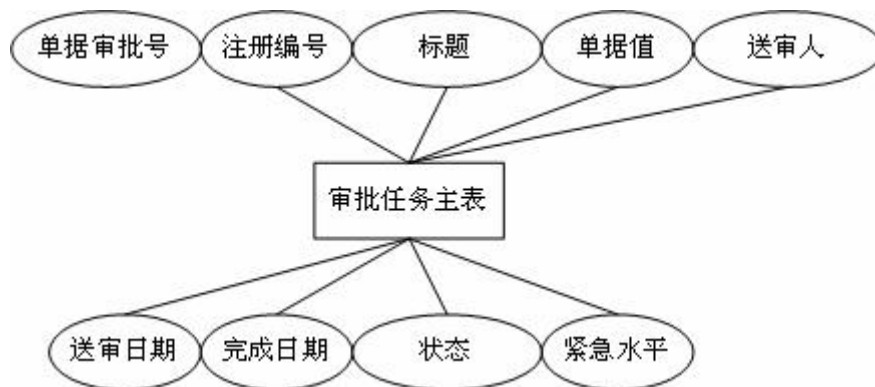 单据审批号
注册编号
标题
单据值
送审人
审批任务主表
送审日期
完成日期
状态
紧急水平